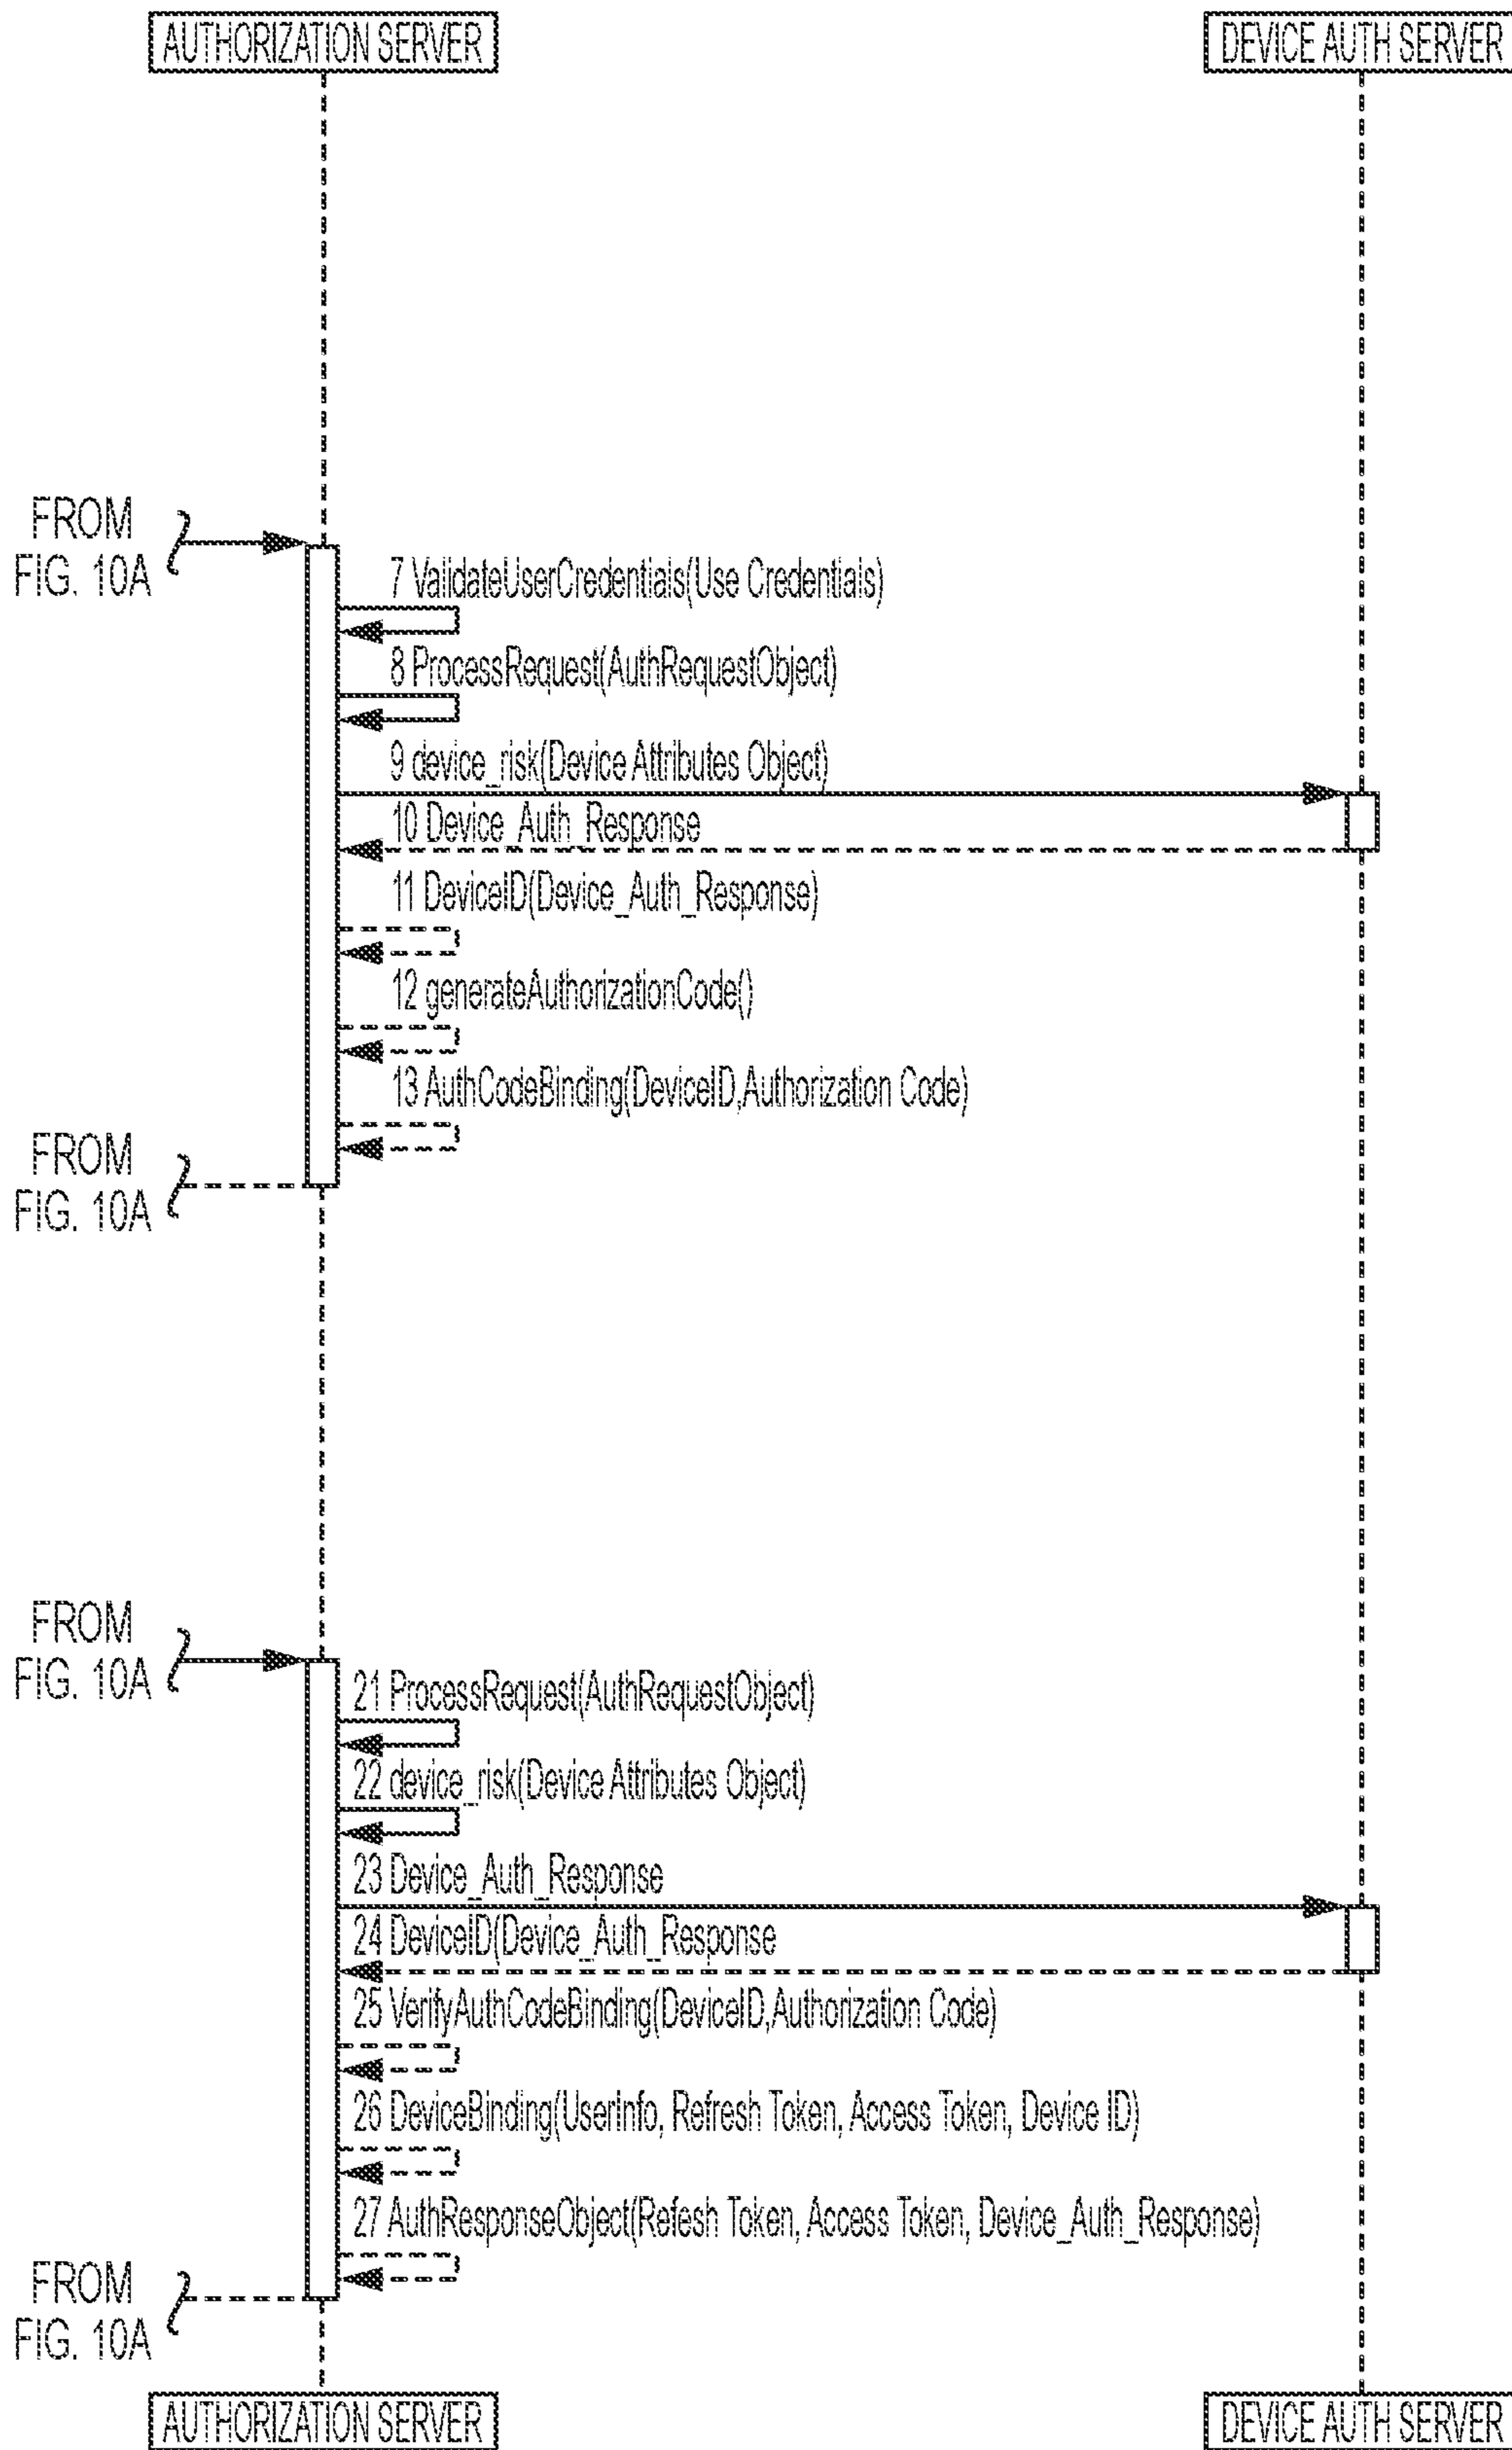 AUTHORIZATION SERVER
DEVICE AUTH SERVER
FROM
FIG. 10A
7 ValidateUserCredentials(Use Credentials)
8 ProcessRequest(AuthRequestObject)
9 device_risk(Device Attributes Object)
10 Device_Auth_Response
11 DeviceID(Device_Auth_Response)
12 generateAuthorizationCode()
13 AuthCodeBinding(DeviceID,Authorization Code)
FROM
FIG. 10A
FROM
FIG. 10A
21 ProcessRequest(AuthRequestObject)
22 device_risk(Device Attributes Object)
23 Device_Auth_Response
24 DeviceID(Device_Auth_Response
25 VerifyAuthCodeBinding(DeviceID,Authorization Code)
26 DeviceBinding(UserInfo, Refresh Token, Access Token, Device ID)
27 AuthResponseObject(Refesh Token, Access Token, Device_Auth_Response)
FROM
FIG. 10A
AUTHORIZATION SERVER
DEVICE AUTH SERVER